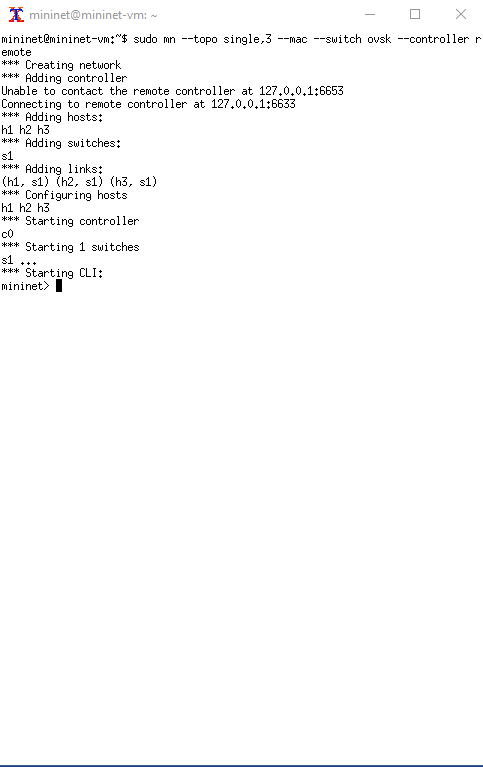 mininet@mininet-vm: ~
mininet@mininet-vm:~$ sudo mn --topo single,3 --mac --switch ovsk --controller r
emote
*** Creating network
*** Adding controller
Unable to contact the remote controller at 127.0.0.1:6653
Connecting to remote controller at 127.0.0.1:6633
*** Adding hosts:
h1 h2 h3
*** Adding switches:
s1
*** Adding links:
(h1, s1) (h2, s1) (h3, s1)
*** Configuring hosts
h1 h2 h3
*** Starting controller
c0
*** Starting 1 switches
s1 ...
*** Starting CLI:
mininet>